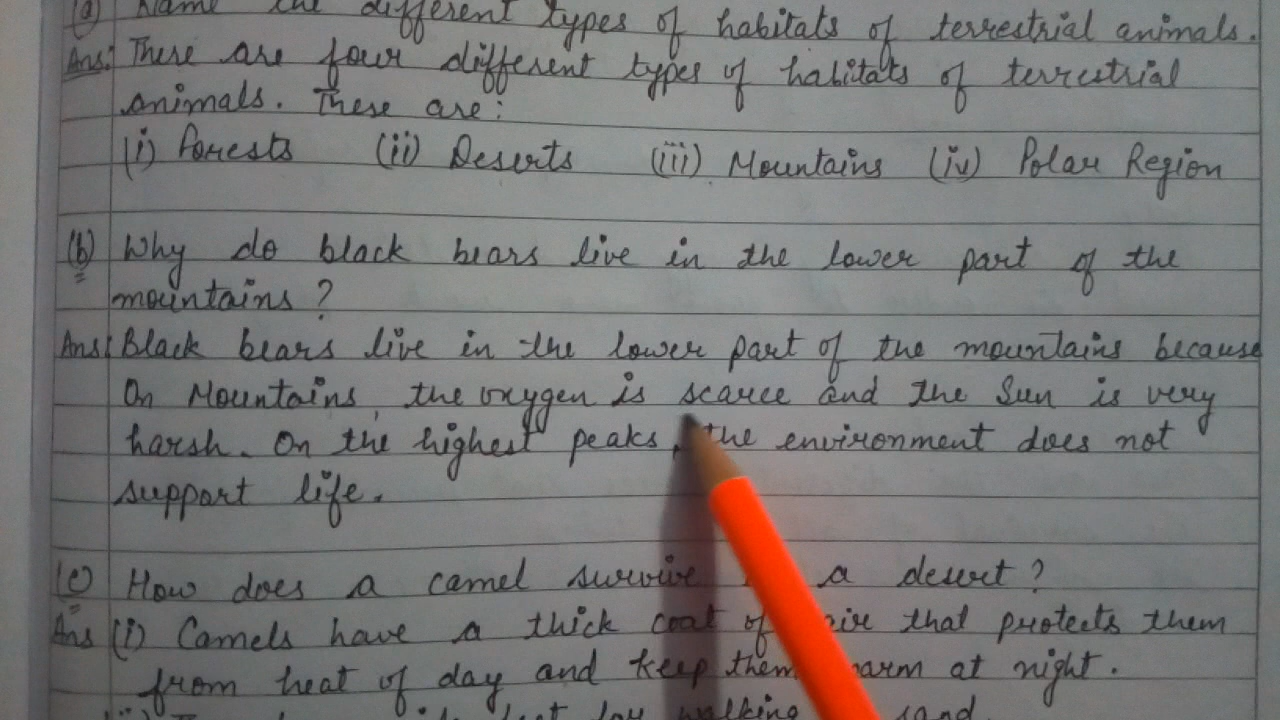 (a) Name the different types of habitats of terrestrial animals.
Ans: There are four different types of habitats of terrestrial
animals. These are:
(i) Forests (ii) Deserts (iii) Mountains (iv) Polar Region
(b) Why do black bears live in the lower part of the
mountains?
Ans: Black bears live in the lower part of the mountains because
On Mountains, the oxygen is scarce and the Sun is very
harsh. On the highest peaks, the environment does not
support life.
(c) How does a camel survive a desert?
Ans (i) Camels have a thick coat of that protects them
from heat of day and keep them warm at night.
walking sand